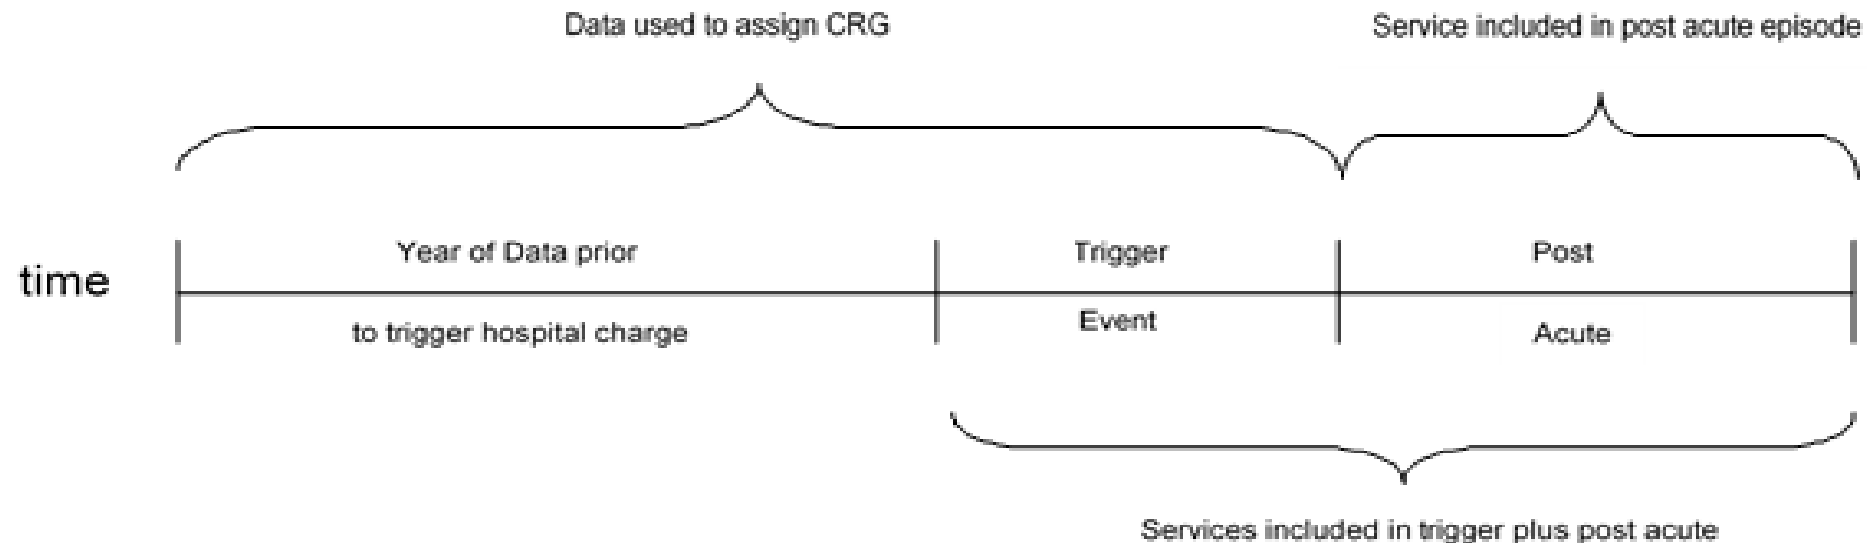 Data used to assign CRG
Service included in post acute episode
time
Year of Data prior
to trigger hospital charge
Trigger
Event
Post
Acute
Services included in trigger plus post acute